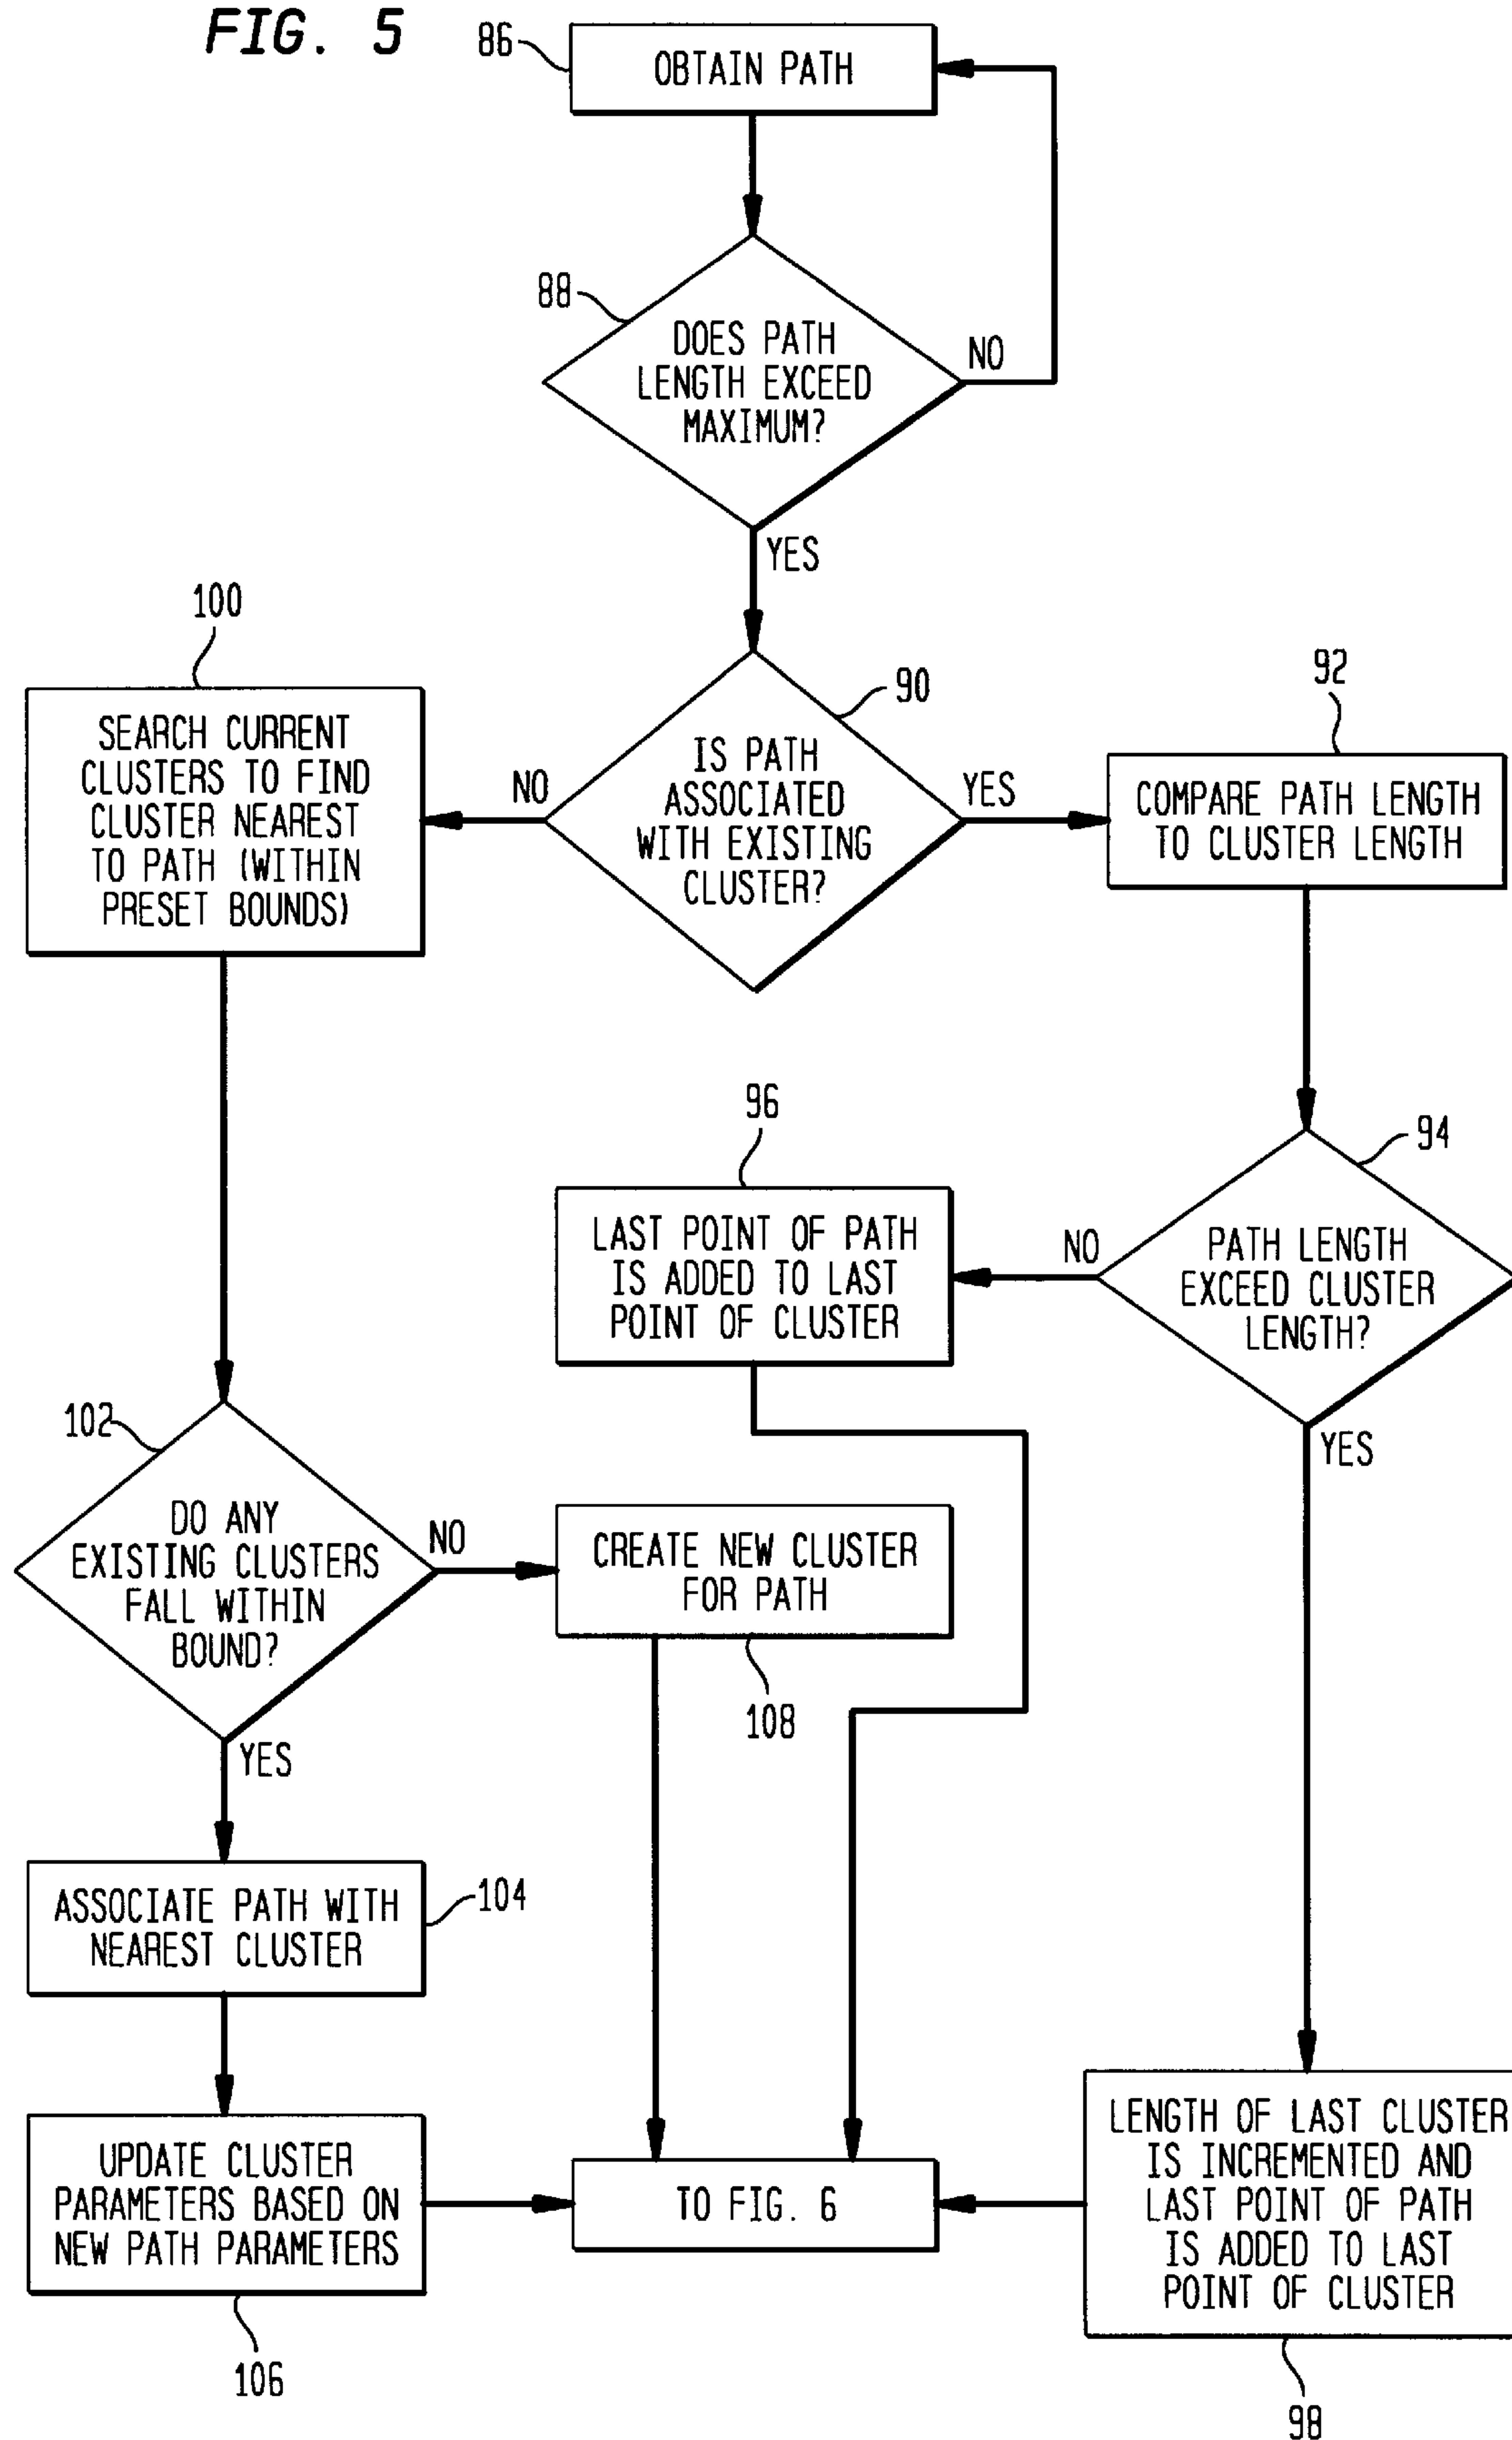 FIG. 5
86
OBTAIN PATH
88
DOES PATH
LENGTH EXCEED
MAXIMUM?
NO
YES
100
SEARCH CURRENT
CLUSTERS TO FIND
CLUSTER NEAREST
TO PATH (WITHIN
PRESET BOUNDS)
NO
90
IS PATH
ASSOCIATED
WITH EXISTING
CLUSTER?
YES
92
COMPARE PATH LENGTH
TO CLUSTER LENGTH
96
LAST POINT OF PATH
IS ADDED TO LAST
POINT OF CLUSTER
NO
94
PATH LENGTH
EXCEED CLUSTER
LENGTH?
YES
102
DO ANY
EXISTING CLUSTERS
FALL WITHIN
BOUND?
NO
CREATE NEW CLUSTER
FOR PATH
108
YES
ASSOCIATE PATH WITH
NEAREST CLUSTER
104
UPDATE CLUSTER
PARAMETERS BASED ON
NEW PATH PARAMETERS
106
TO FIG. 6
LENGTH OF LAST CLUSTER
IS INCREMENTED AND
LAST POINT OF PATH
IS ADDED TO LAST
POINT OF CLUSTER
98